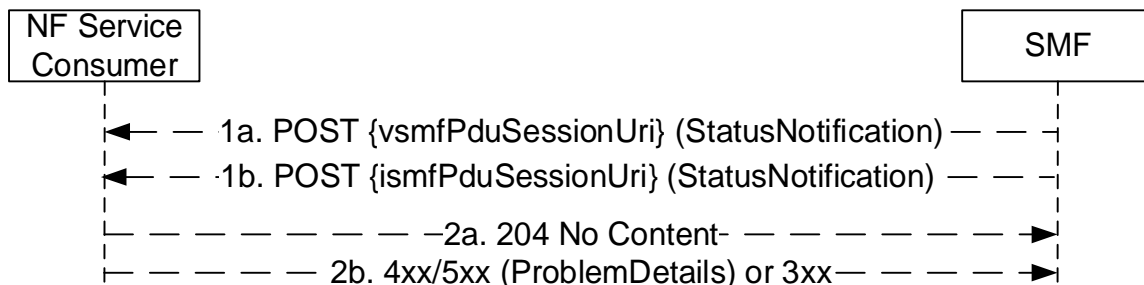 NF Service
Consumer
SMF
1a. POST {vsmfPduSessionUri} (StatusNotification)
1b. POST {ismfPduSessionUri} (StatusNotification)
2a. 204 No Content
2b. 4xx/5xx (ProblemDetails) or 3xx